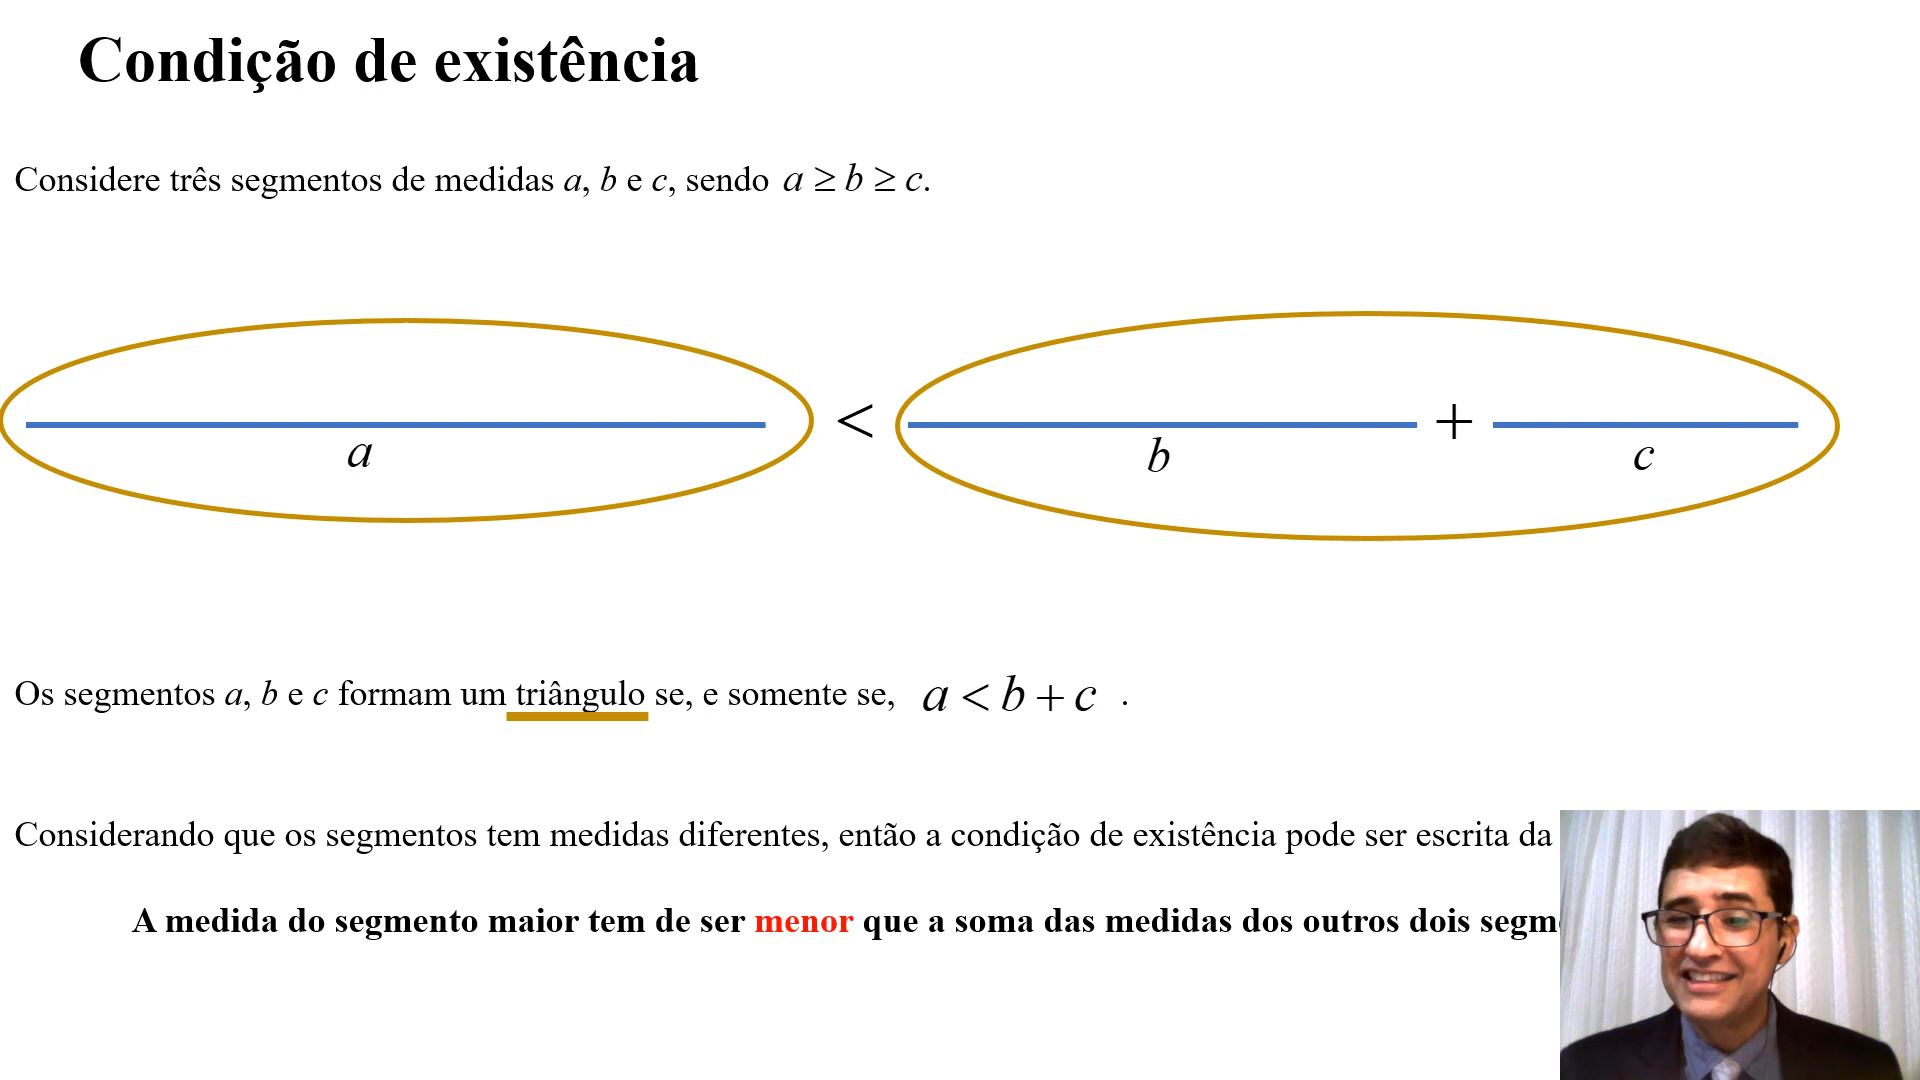 Condição de existência
Considere três segmentos de medidas a, b e c, sendo a ≥ b ≥ c.
a < b + c
Os segmentos a, b e c formam um triângulo se, e somente se, a < b + c .
Considerando que os segmentos tem medidas diferentes, então a condição de existência pode ser escrita da
A medida do segmento maior tem de ser menor que a soma das medidas dos outros dois